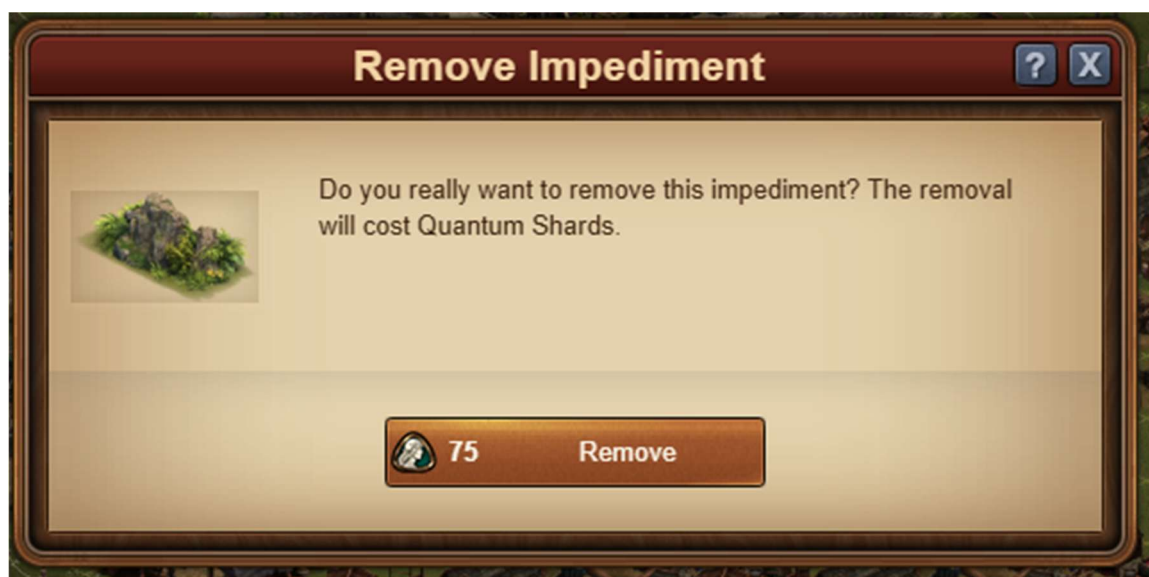 Remove Impediment
? X
Do you really want to remove this impediment? The removal
will cost Quantum Shards.
75 Remove